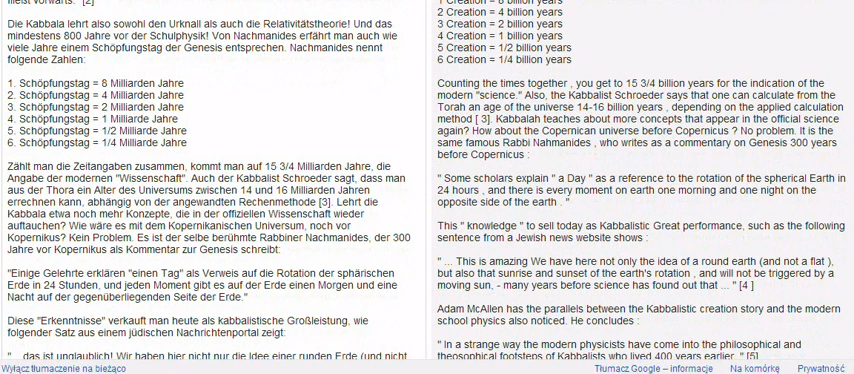 fließt vorwärts." [2]
Die Kabbala lehrt also sowohl den Urknall als auch die Relativitätstheorie! Und das
mindestens 800 Jahre vor der Schulphysik! Von Nachmanides erfährt man auch wie
viele Jahre einem Schöpfungstag der Genesis entsprechen. Nachmanides nennt
folgende Zahlen:
1. Schöpfungstag = 8 Milliarden Jahre
2. Schöpfungstag = 4 Milliarden Jahre
3. Schöpfungstag = 2 Milliarden Jahre
4. Schöpfungstag = 1 Milliarde Jahre
5. Schöpfungstag = 1/2 Milliarde Jahre
6. Schöpfungstag = 1/4 Milliarde Jahre
Zählt man die Zeitangaben zusammen, kommt man auf 15 3/4 Milliarden Jahre, die
Angabe der modernen "Wissenschaft". Auch der Kabbalist Schroeder sagt, dass man
aus der Thora ein Alter des Universums zwischen 14 und 16 Milliarden Jahren
errechnen kann, abhängig von der angewandten Rechenmethode [3]. Lehrt die
Kabbala etwa noch mehr Konzepte, die in der offiziellen Wissenschaft wieder
auftauchen? Wie wäre es mit dem Kopernikanischen Universum, noch vor
Kopernikus? Kein Problem. Es ist der selbe berühmte Rabbiner Nachmanides, der 300
Jahre vor Kopernikus als Kommentar zur Genesis schreibt:
"Einige Gelehrte erklären "einen Tag" als Verweis auf die Rotation der sphärischen
Erde in 24 Stunden, und jeden Moment gibt es auf der Erde einen Morgen und eine
Nacht auf der gegenüberliegenden Seite der Erde."
Diese "Erkenntnisse" verkauft man heute als kabbalistische Großleistung, wie
folgender Satz aus einem jüdischen Nachrichtenportal zeigt:
"... das ist unglaublich! Wir haben hier nicht nur die Idee einer runden Erde (und nicht
1 Creation = 8 billion years
2 Creation = 4 billion years
3 Creation = 2 billion years
4 Creation = 1 billion years
5 Creation = 1/2 billion years
6 Creation = 1/4 billion years
Counting the times together , you get to 15 3/4 billion years for the indication of the
modern "science." Also, the Kabbalist Schroeder says that one can calculate from the
Torah an age of the universe 14-16 billion years , depending on the applied calculation
method [ 3]. Kabbalah teaches about more concepts that appear in the official science
again? How about the Copernican universe before Copernicus ? No problem. It is the
same famous Rabbi Nahmanides , who writes as a commentary on Genesis 300 years
before Copernicus :
" Some scholars explain " a Day " as a reference to the rotation of the spherical Earth in
24 hours , and there is every moment on earth one morning and one night on the
opposite side of the earth . "
This " knowledge " to sell today as Kabbalistic Great performance, such as the following
sentence from a Jewish news website shows :
" ... This is amazing We have here not only the idea of a round earth (and not a flat ),
but also that sunrise and sunset of the earth's rotation , and will not be triggered by a
moving sun, - many years before science has found out that ... " [4 ]
Adam McAllen has the parallels between the Kabbalistic creation story and the modern
school physics also noticed. He concludes :
" In a strange way the modern physicists have come into the philosophical and
theosophical footsteps of Kabbalists who lived 400 years earlier. " [5]
Wyłącz tłumaczenie na bieżąco
Tłumacz Google – informacje
Na komórkę
Prywatność